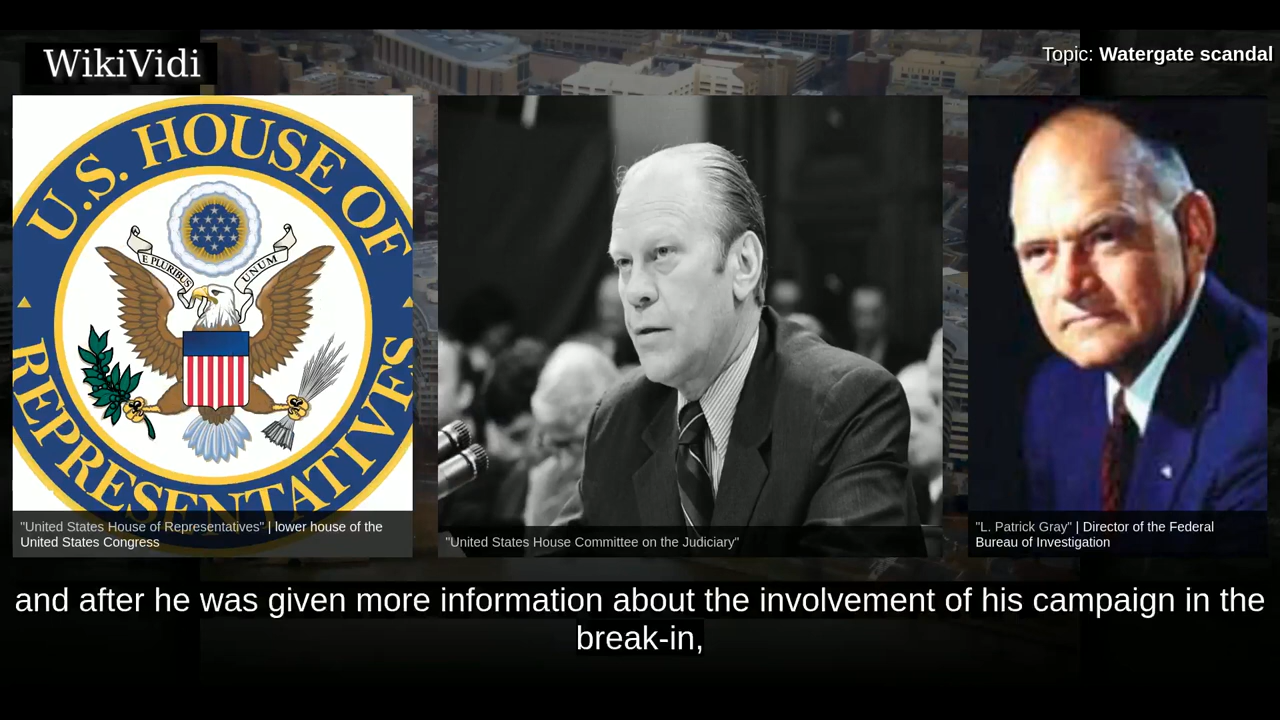 WikiVidi
Topic: Watergate scandal
U.S. HOUSE OF
REPRESENTATIVES
E PLURIBUS
UNUM
"United States House of Representatives" | lower house of the
United States Congress
"United States House Committee on the Judiciary"
"L. Patrick Gray" | Director of the Federal
Bureau of Investigation
and after he was given more information about the involvement of his campaign in the
break-in,